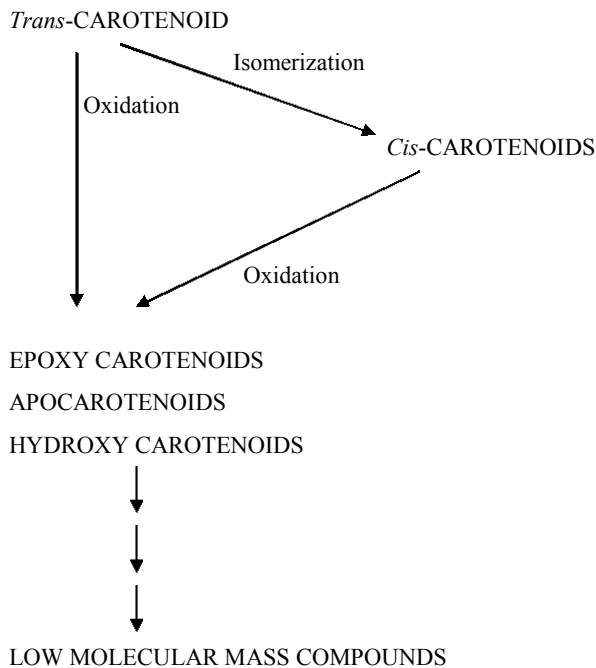 Trans-CAROTENOID
Isomerization
Oxidation
Cis-CAROTENOIDS
Oxidation
EPOXY CAROTENOIDS
APOCAROTENOIDS
HYDROXY CAROTENOIDS
LOW MOLECULAR MASS COMPOUNDS